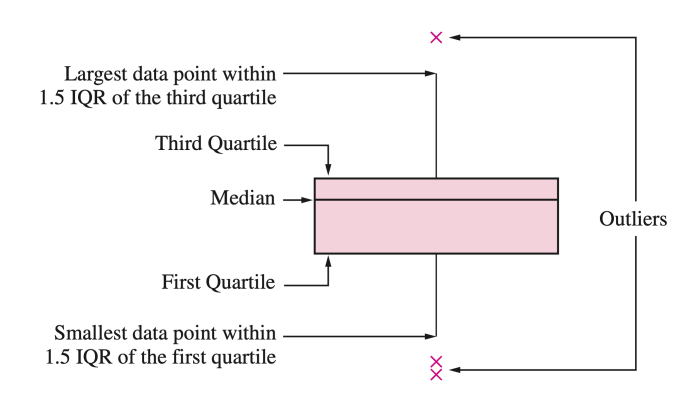 Largest data point within
1.5 IQR of the third quartile
Third Quartile
Median
Outliers
First Quartile
Smallest data point within
1.5 IQR of the first quartile